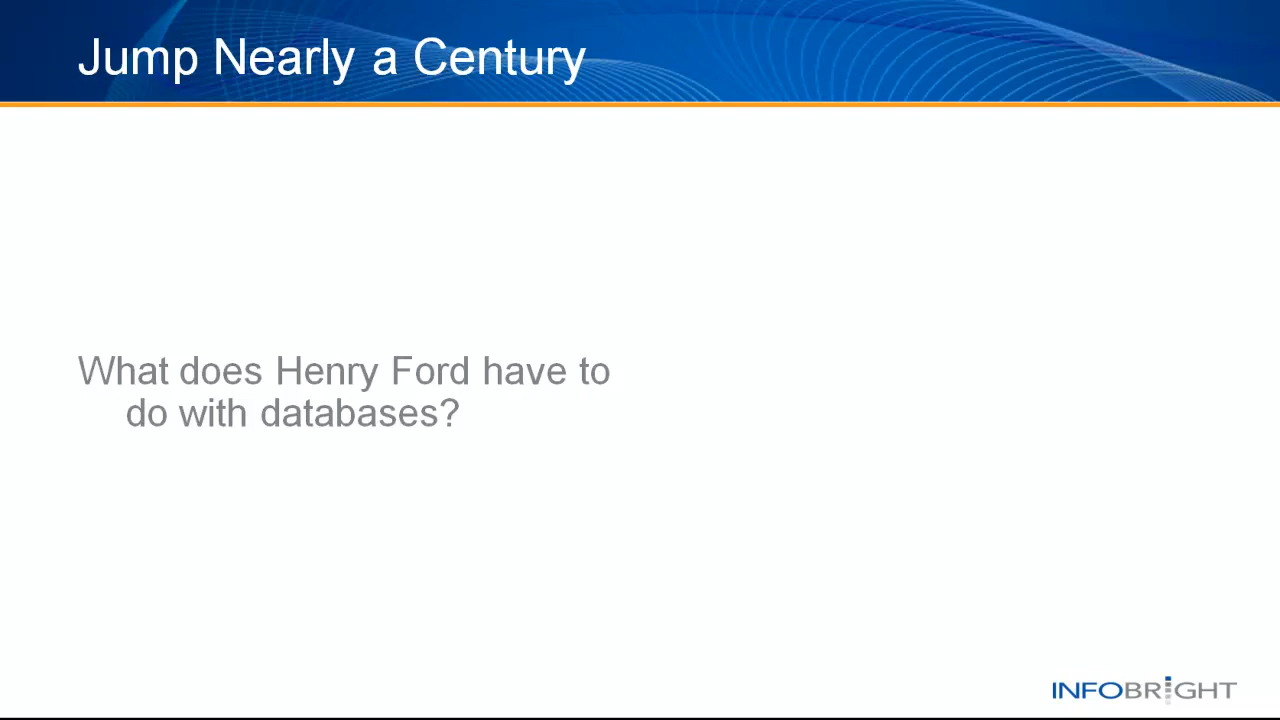 Jump Nearly a Century
What does Henry Ford have to
do with databases?
INFOBRIGHT